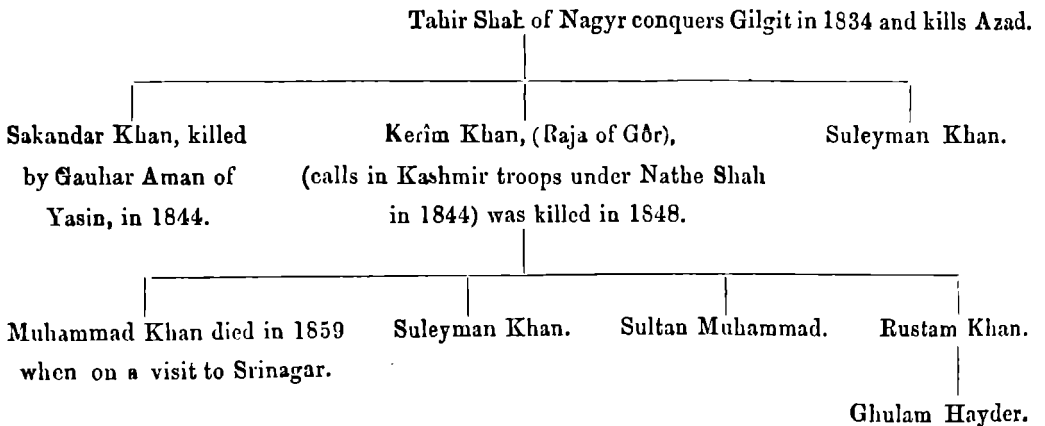 Tahir Shah of Nagyr conquers Gilgit in 1834 and kills Azad.
Sakandar Khan, killed
by Gauhar Aman of
Yasin, in 1844.
Kerîm Khan, (Raja of Gôr),
(calls in Kashmir troops under Nathe Shah
in 1844) was killed in 1848.
Suleyman Khan.
Muhammad Khan died in 1859
when on a visit to Srinagar.
Suleyman Khan.
Sultan Muhammad.
Rustam Khan.
Ghulam Hayder.